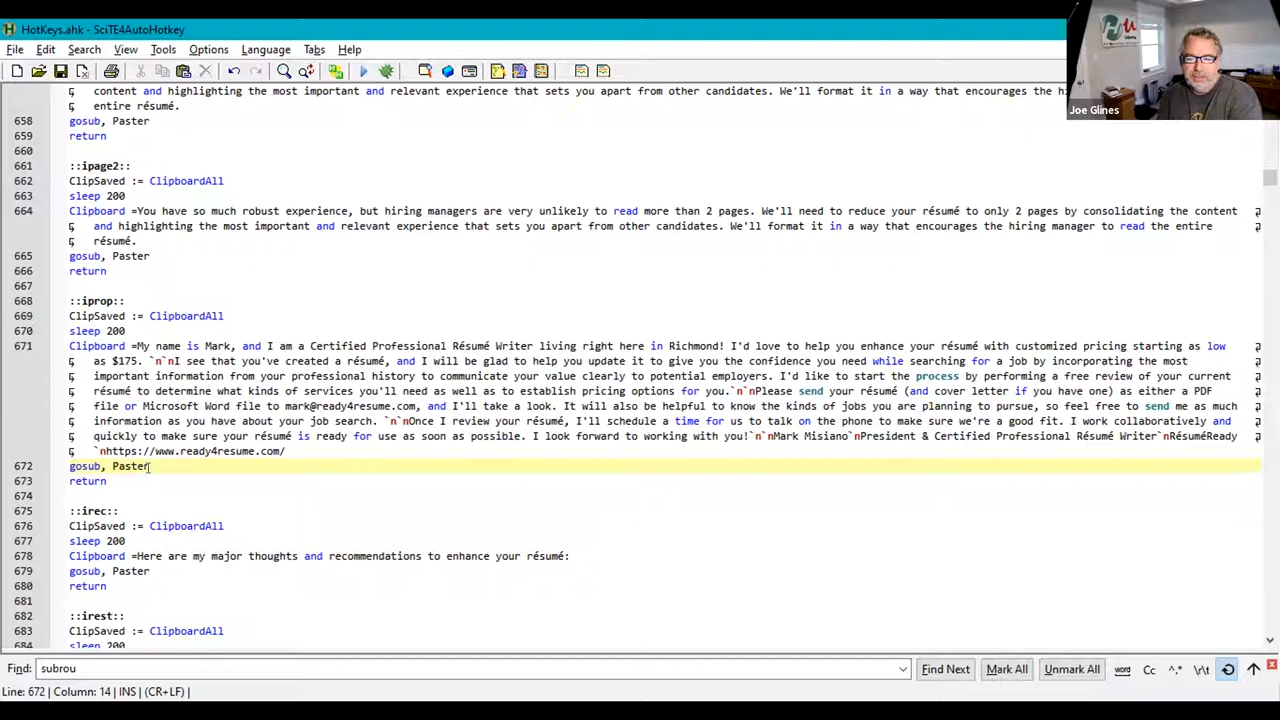 HotKeys.ahk - SciTE4AutoHotkey
File Edit Search View Tools Options Language Tabs Help
Joe Glines
content and highlighting the most important and relevant experience that sets you apart from other candidates. We'll format it in a way that encourages the
entire résumé.
658 gosub, Paster
659 return
660
661 ::ipage2::
662 ClipSaved := ClipboardAll
663 sleep 200
664 Clipboard =You have so much robust experience, but hiring managers are very unlikely to read more than 2 pages. We'll need to reduce your résumé to only 2 pages by consolidating the content
and highlighting the most important and relevant experience that sets you apart from other candidates. We'll format it in a way that encourages the hiring manager to read the entire
résumé.
665 gosub, Paster
666 return
667
668 ::iprop::
669 ClipSaved := ClipboardAll
670 sleep 200
671 Clipboard =My name is Mark, and I am a Certified Professional Résumé Writer living right here in Richmond! I'd love to help you enhance your résumé with customized pricing starting as low
as $175. `n`nI see that you've created a résumé, and I will be glad to help you update it to give you the confidence you need while searching for a job by incorporating the most
important information from your professional history to communicate your value clearly to potential employers. I'd like to start the process by performing a free review of your current
résumé to determine what kinds of services you'll need as well as to establish pricing options for you.`n`nPlease send your résumé (and cover letter if you have one) as either a PDF
file or Microsoft Word file to mark@ready4resume.com, and I'll take a look. It will also be helpful to know the kinds of jobs you are planning to pursue, so feel free to send me as much
information as you have about your job search. `n`nOnce I review your résumé, I'll schedule a time for us to talk on the phone to make sure we're a good fit. I work collaboratively and
quickly to make sure your résumé is ready for use as soon as possible. I look forward to working with you!`n`nMark Misiano`nPresident & Certified Professional Résumé Writer`nRésuméReady
`nhttps://www.ready4resume.com/
672 gosub, Paster
673 return
674
675 ::irec::
676 ClipSaved := ClipboardAll
677 sleep 200
678 Clipboard =Here are my major thoughts and recommendations to enhance your résumé:
679 gosub, Paster
680 return
681
682 ::irest::
683 ClipSaved := ClipboardAll
684 sleep 200
Find: subrou Find Next Mark All Unmark All word Cc ^.* \r\t
Line: 672 | Column: 14 | INS | (CR+LF) |